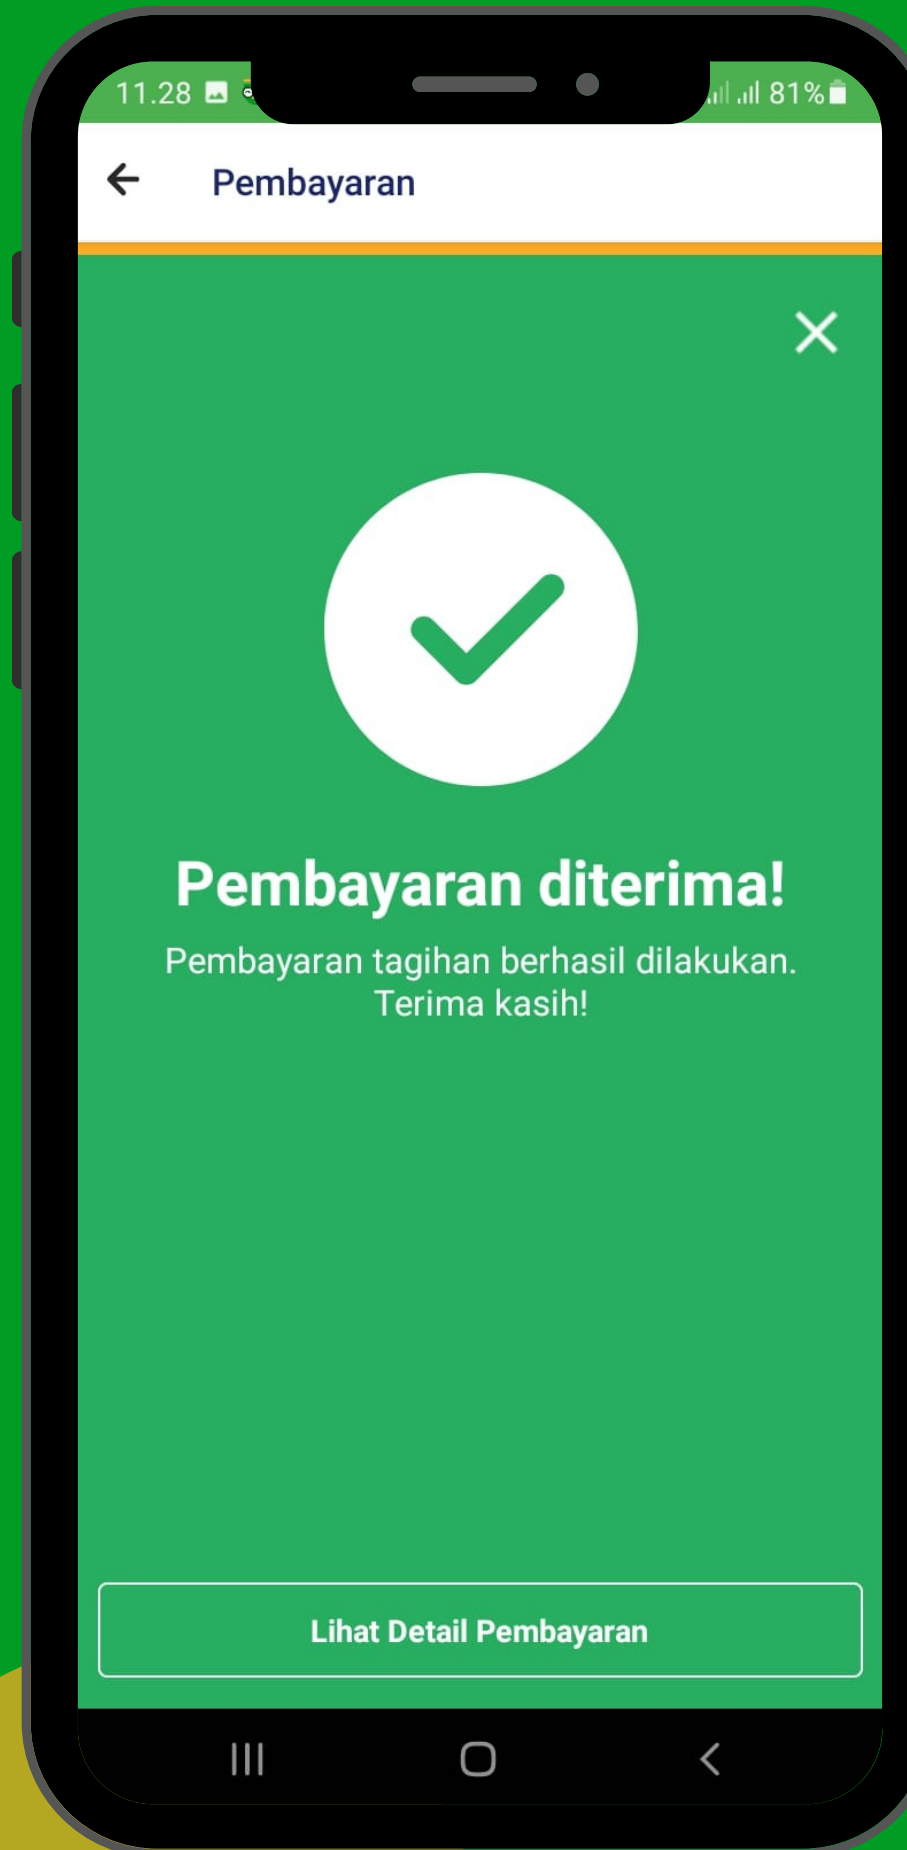 11.28 81%
Pembayaran
Pembayaran diterima!
Pembayaran tagihan berhasil dilakukan.
Terima kasih!
Lihat Detail Pembayaran